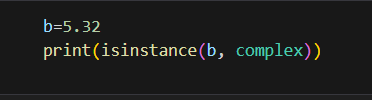 b=5.32
print(isinstance(b, complex))